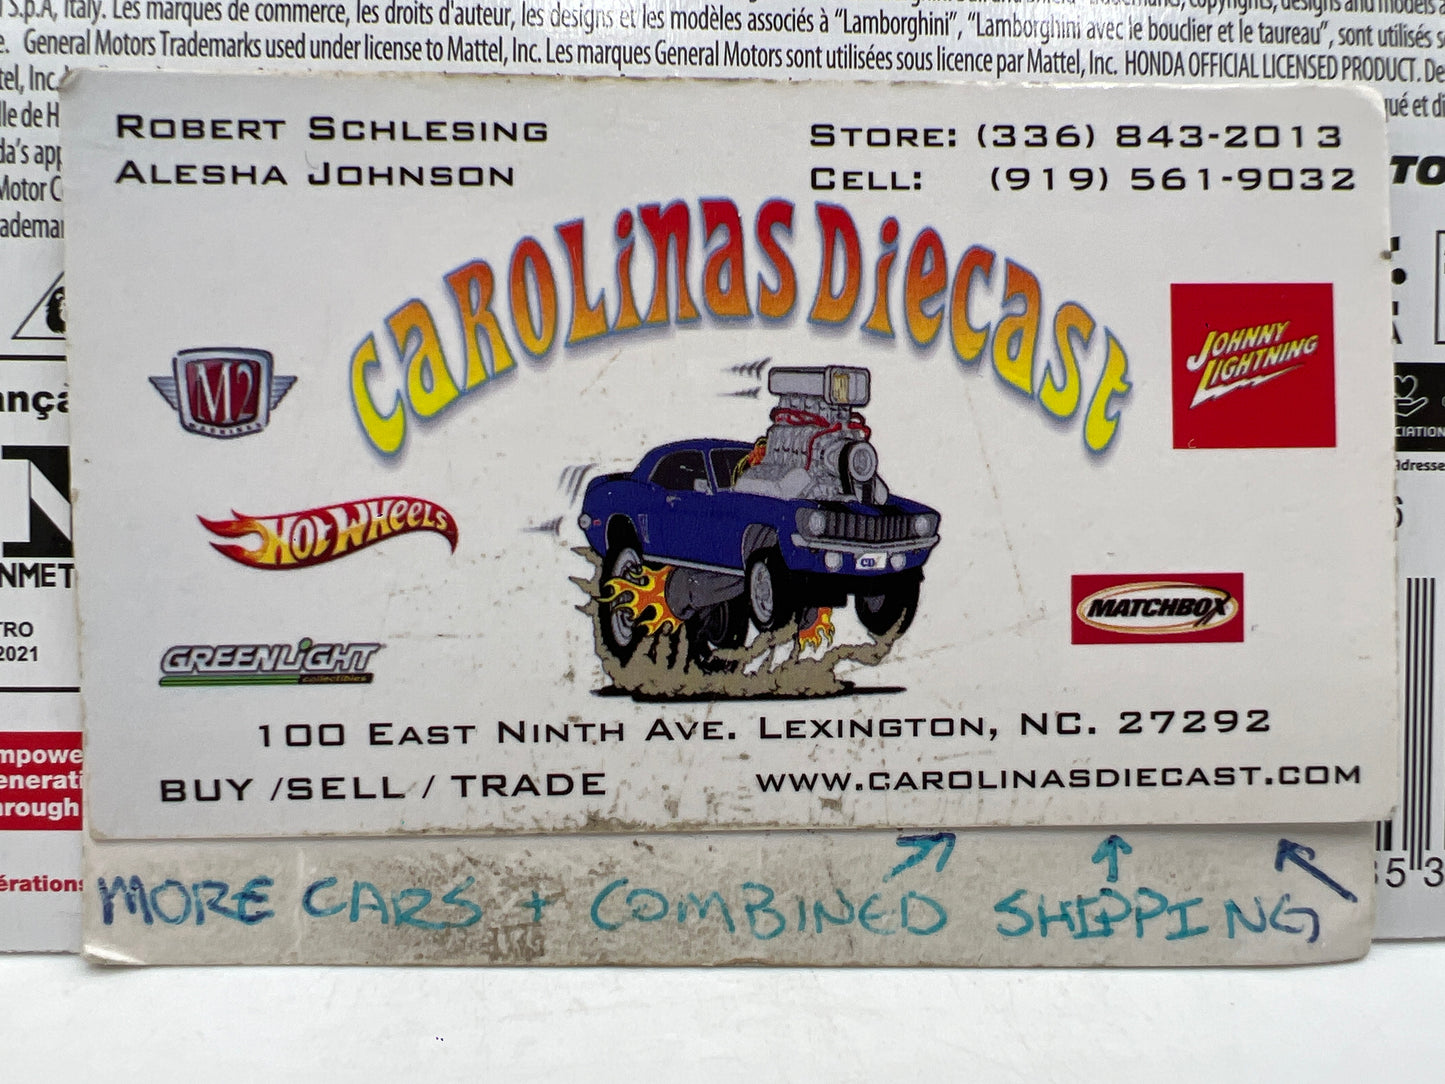 S.p.A, Italy. Les marques de commerce, les droits d'auteur, les designs et les modèles associés à "Lamborghini", "Lamborghini avec le bouclier et le taureau", sont utilisés
General Motors Trademarks used under license to Mattel, Inc. Les marques General Motors sont utilisées sous licence par Mattel, Inc. HONDA OFFICIAL LICENSED PRODUCT.
ROBERT SCHLESING
ALESHA JOHNSON
STORE: (336) 843-2013
CELL: (919) 561-9032
CAROLINAS DIECAST
JOHNNY LIGHTNING
M2
MACHINES
HOT WHEELS
CD
MATCHBOX
GREENLIGHT
collectibles
100 EAST NINTH AVE. LEXINGTON, NC. 27292
BUY /SELL / TRADE
WWW.CAROLINASDIECAST.COM
MORE CARS + COMBINED SHIPPING
2021